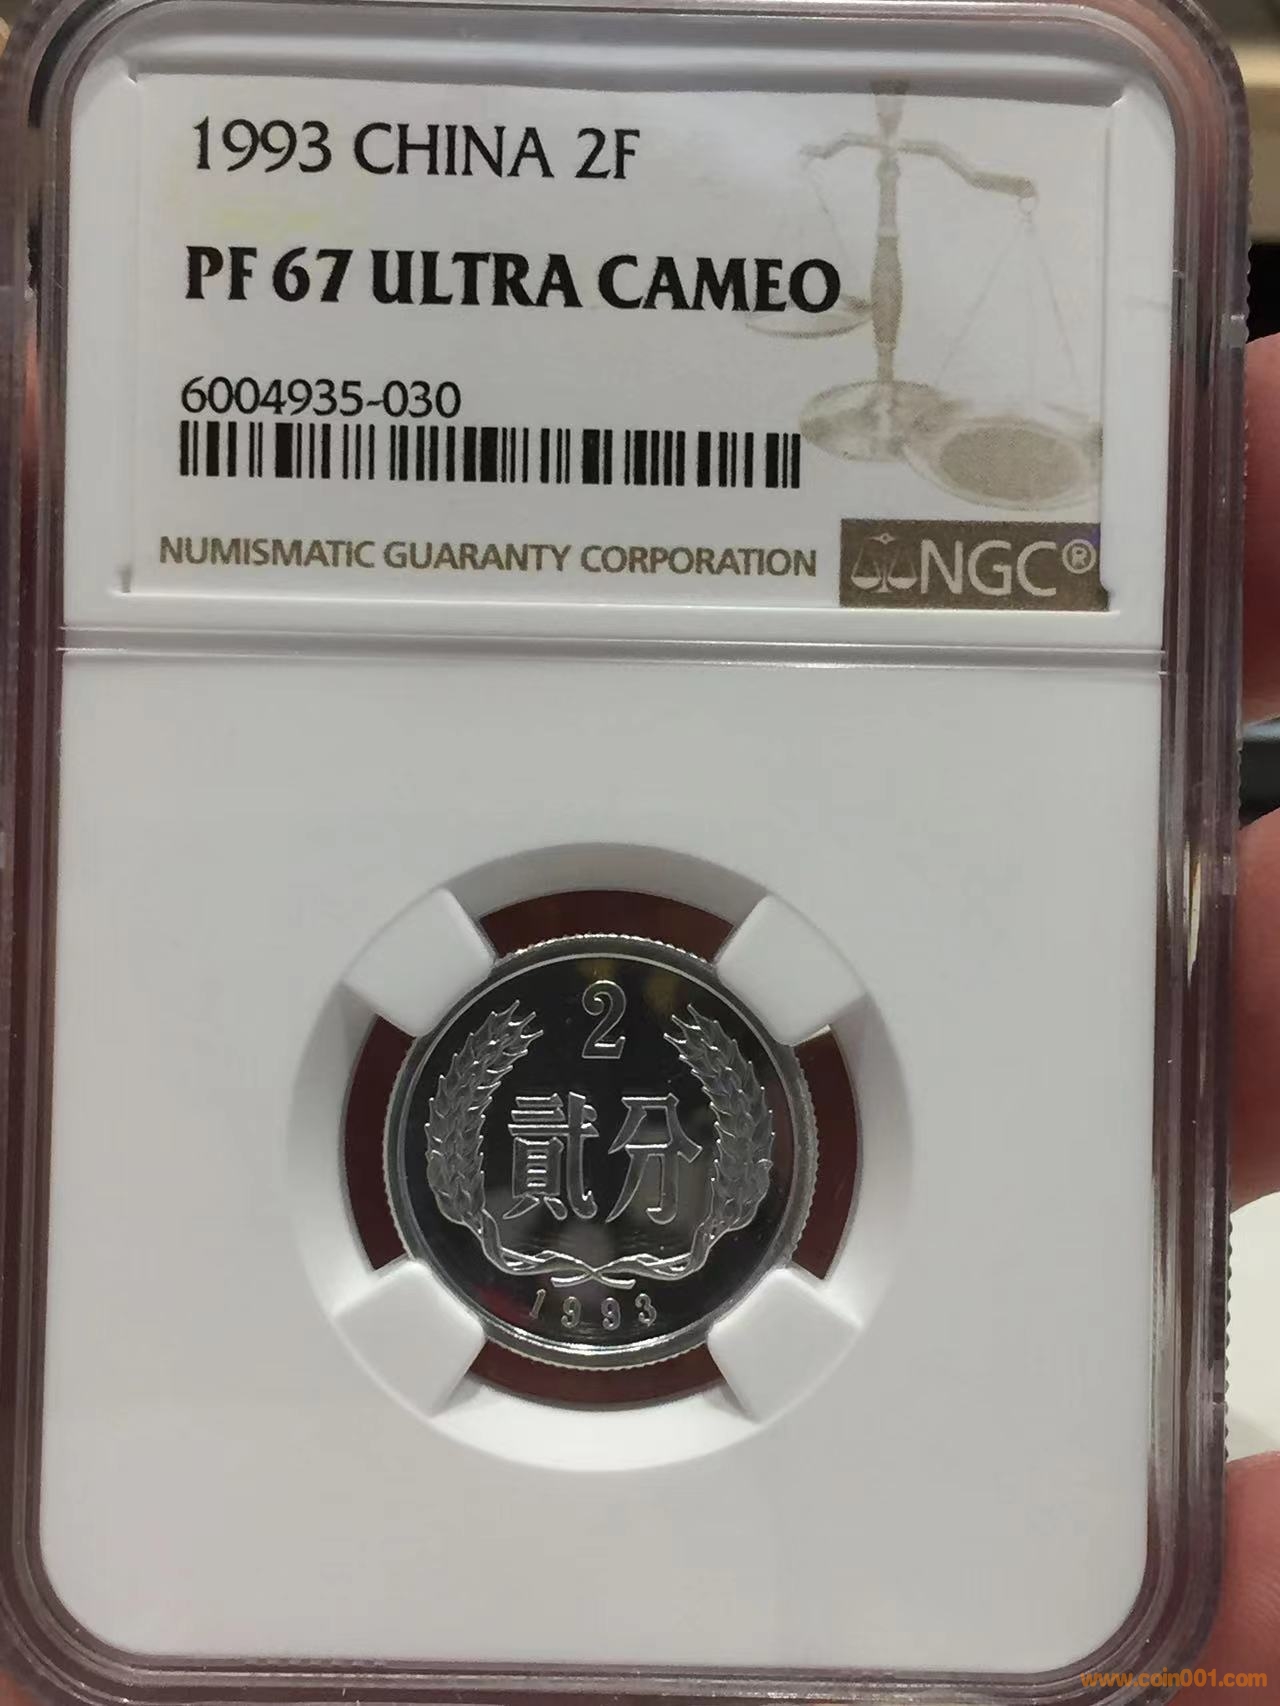 1993 CHINA 2F
PF 67 ULTRA CAMEO
6004935-030
NUMISMATIC GUARANTY CORPORATION
NGC®
2
貳分
1993
www.coin001.com